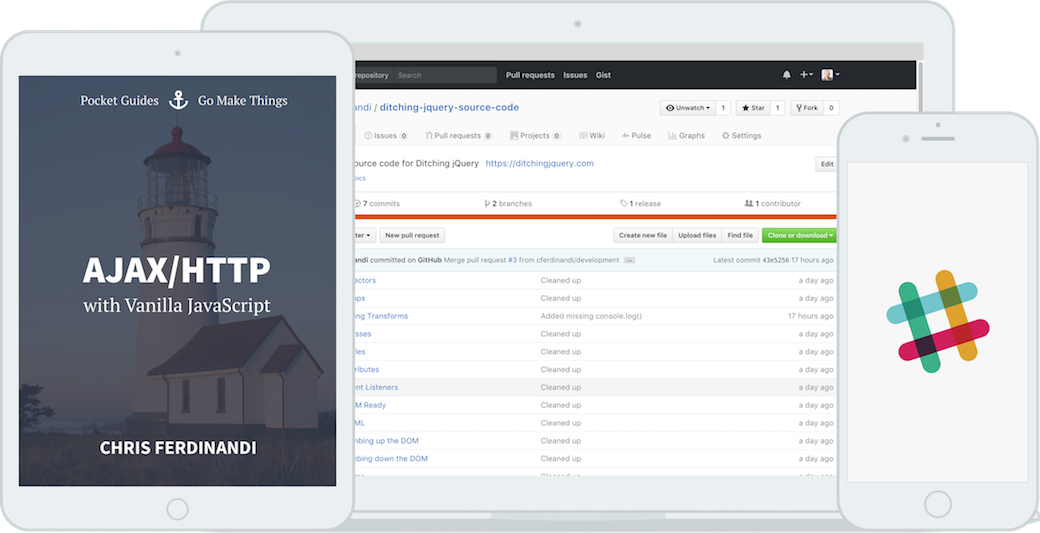 Pocket Guides Go Make Things
AJAX/HTTP
with Vanilla JavaScript
CHRIS FERDINANDI
repository Search Pull requests Issues Gist
andi / ditching-jquery-source-code Unwatch 1 Star 1 Fork 0
Issues 0 Pull requests 0 Projects 0 Wiki Pulse Graphs Settings
ource code for Ditching jQuery https://ditchingjquery.com Edit
pics
7 commits 2 branches 1 release 1 contributor
ter New pull request Create new file Upload files Find file Clone or download
andi committed on GitHub Merge pull request #3 from cferdinandi/development ... Latest commit 43e5256 17 hours ago
ectors Cleaned up a day ago
ops Cleaned up a day ago
ing Transforms Added missing console.log() 17 hours ago
sses Cleaned up a day ago
les Cleaned up a day ago
ributes Cleaned up a day ago
ent Listeners Cleaned up a day ago
M Ready Cleaned up a day ago
ML Cleaned up a day ago
mbing up the DOM Cleaned up a day ago
mbing down the DOM Cleaned up a day ago
Cleaned up a day ago